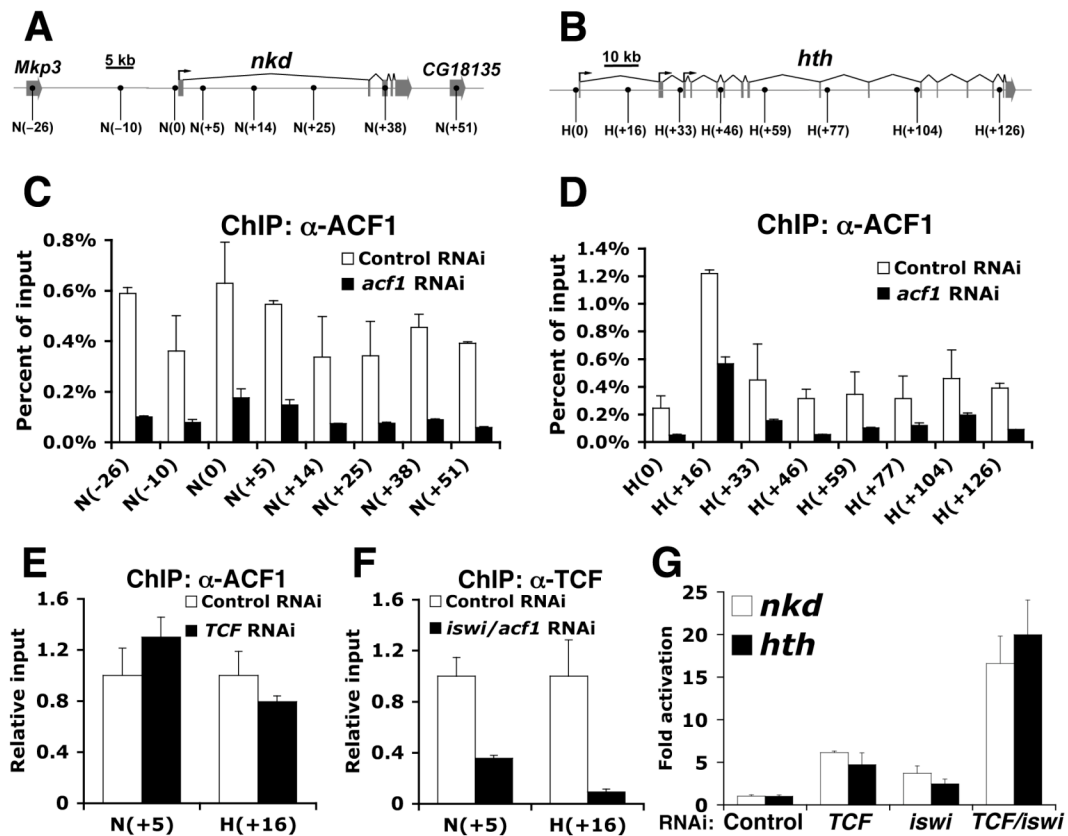 A
Mkp3
5 kb
nkd
CG18135
N(−26)
N(−10)
N(0)
N(+5)
N(+14)
N(+25)
N(+38)
N(+51)
B
10 kb
hth
H(0)
H(+16)
H(+33)
H(+46)
H(+59)
H(+77)
H(+104)
H(+126)
C
ChIP: α-ACF1
Control RNAi
acf1 RNAi
Percent of input
0.8%
0.6%
0.4%
0.2%
0.0%
N(-26)
N(-10)
N(0)
N(+5)
N(+14)
N(+25)
N(+38)
N(+51)
D
ChIP: α-ACF1
Control RNAi
acf1 RNAi
Percent of input
1.4%
1.2%
1.0%
0.8%
0.6%
0.4%
0.2%
0.0%
H(0)
H(+16)
H(+33)
H(+46)
H(+59)
H(+77)
H(+104)
H(+126)
E
ChIP: α-ACF1
Control RNAi
TCF RNAi
Relative input
1.6
1.2
0.8
0.4
0
N(+5)
H(+16)
F
ChIP: α-TCF
Control RNAi
iswi/acf1 RNAi
Relative input
1.6
1.2
0.8
0.4
0
N(+5)
H(+16)
G
nkd
hth
Fold activation
25
20
15
10
5
0
RNAi: Control TCF iswi TCF/iswi